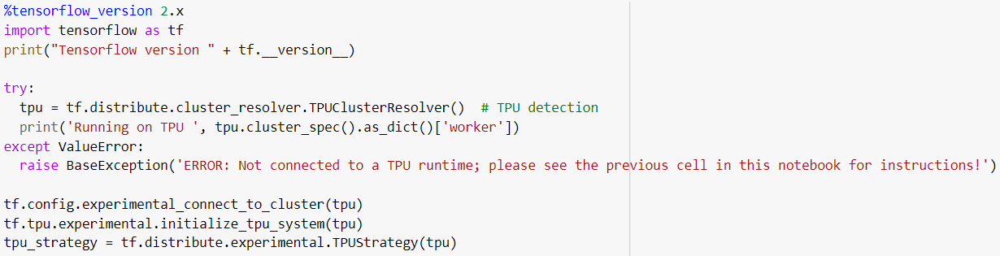 %tensorflow_version 2.x
import tensorflow as tf
print("Tensorflow version " + tf.__version__)
try:
tpu = tf.distribute.cluster_resolver.TPUClusterResolver()  # TPU detection
print('Running on TPU ', tpu.cluster_spec().as_dict()['worker'])
except ValueError:
raise BaseException('ERROR: Not connected to a TPU runtime; please see the previous cell in this notebook for instructions!')
tf.config.experimental_connect_to_cluster(tpu)
tf.tpu.experimental.initialize_tpu_system(tpu)
tpu_strategy = tf.distribute.experimental.TPUStrategy(tpu)